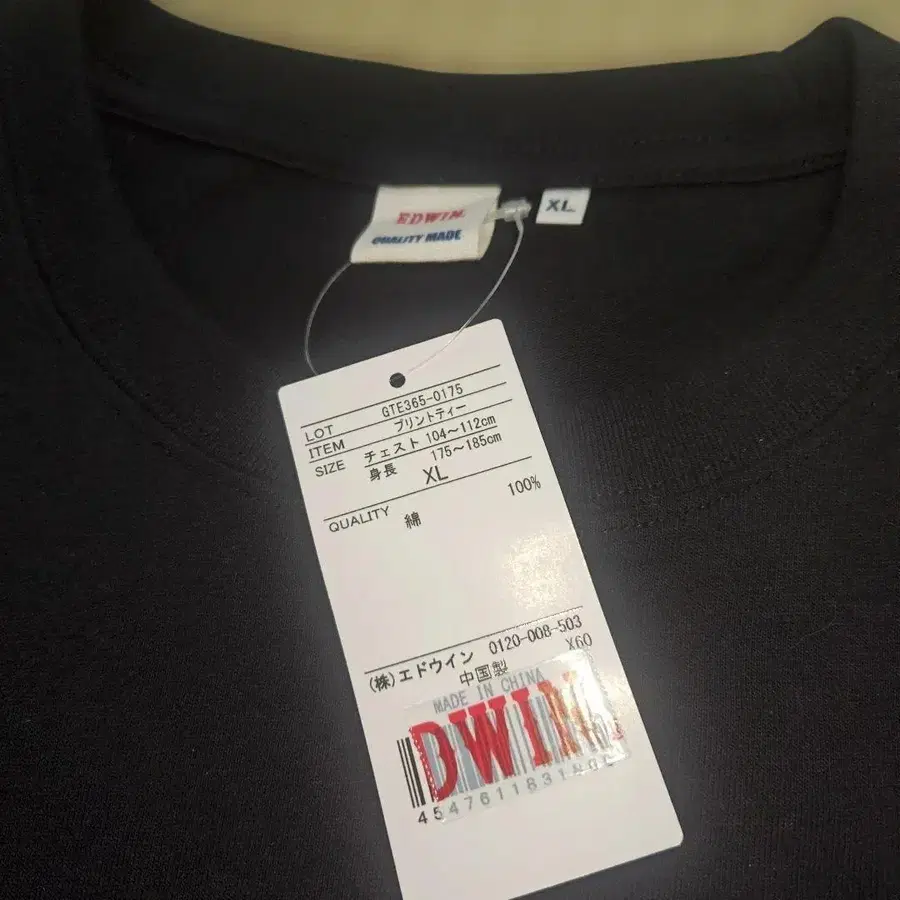 EDWIN
QUALITY MADE
XL
LOT GTE365-0175
ITEM プリントティー
SIZE チェスト 104～112cm
身長 175～185cm
XL
QUALITY 綿 100%
(株)エドウイン 0120-008-503
中国製 X60
MADE IN CHINA
DWIN